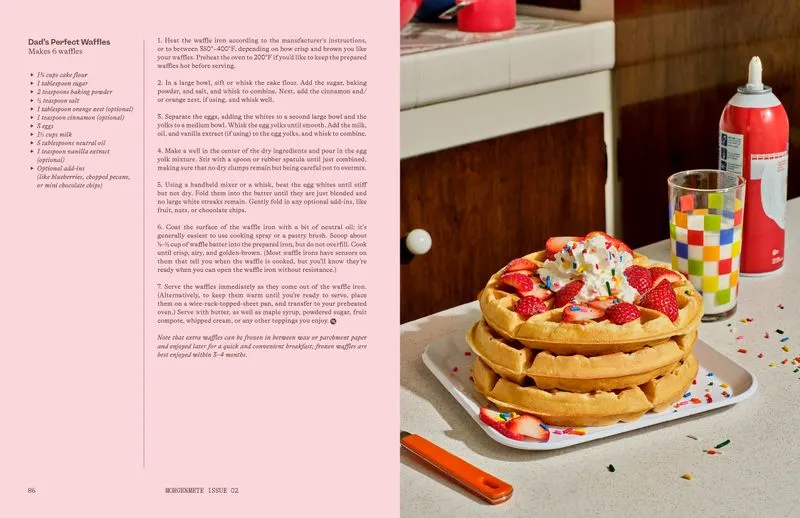 Dad's Perfect Waffles
Makes 6 waffles
1¾ cups cake flour
1 tablespoon sugar
2 teaspoons baking powder
½ teaspoon salt
1 tablespoon orange zest (optional)
1 teaspoon cinnamon (optional)
3 eggs
1½ cups milk
5 tablespoons neutral oil
1 teaspoon vanilla extract
(optional)
Optional add-ins
(like blueberries, chopped pecans,
or mini chocolate chips)
1. Heat the waffle iron according to the manufacturer's instructions,
or to between 350°–400°F, depending on how crisp and brown you like
your waffles. Preheat the oven to 200°F if you'd like to keep the prepared
waffles hot before serving.
2. In a large bowl, sift or whisk the cake flour. Add the sugar, baking
powder, and salt, and whisk to combine. Next, add the cinnamon and/
or orange zest, if using, and whisk well.
3. Separate the eggs, adding the whites to a second large bowl and the
yolks to a medium bowl. Whisk the egg yolks until smooth. Add the milk,
oil, and vanilla extract (if using) to the egg yolks, and whisk to combine.
4. Make a well in the center of the dry ingredients and pour in the egg
yolk mixture. Stir with a spoon or rubber spatula until just combined,
making sure that no dry clumps remain but being careful not to overmix.
5. Using a handheld mixer or a whisk, beat the egg whites until stiff
but not dry. Fold them into the batter until they are just blended and
no large white streaks remain. Gently fold in any optional add-ins, like
fruit, nuts, or chocolate chips.
6. Coat the surface of the waffle iron with a bit of neutral oil; it's
generally easiest to use cooking spray or a pastry brush. Scoop about
cup of waffle batter into the prepared iron, but do not overfill. Cook
until crisp, airy, and golden-brown. (Most waffle irons have sensors on
them that tell you when the waffle is cooked, but you'll know they're
ready when you can open the waffle iron without resistance.)
7. Serve the waffles immediately as they come out of the waffle iron.
(Alternatively, to keep them warm until you're ready to serve, place
them on a wire-rack-topped-sheet pan, and transfer to your preheated
oven.) Serve with butter, as well as maple syrup, powdered sugar, fruit
compote, whipped cream, or any other toppings you enjoy.
Note that extra waffles can be frozen in between wax or parchment paper
and enjoyed later for a quick and convenient breakfast; frozen waffles are
best enjoyed within 3–4 months.
86
MORGENMETE ISSUE 02